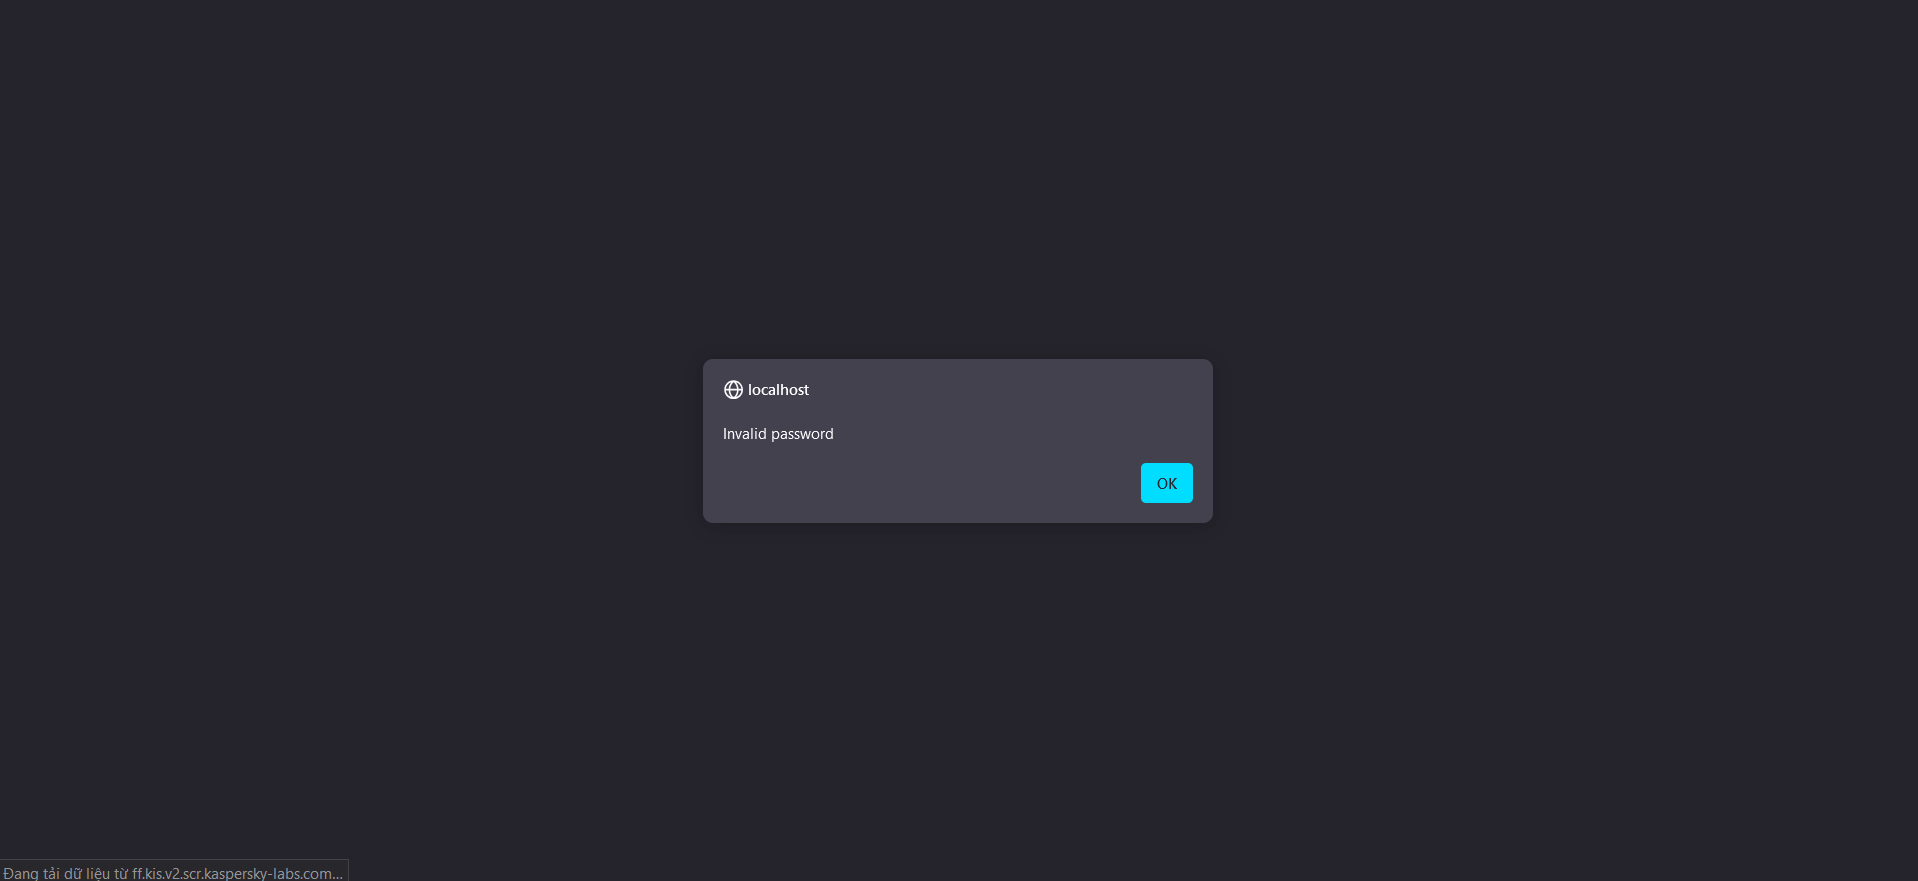 localhost
Invalid password
OK
Đang tải dữ liệu từ ff.kis.v2.scr.kaspersky-labs.com...